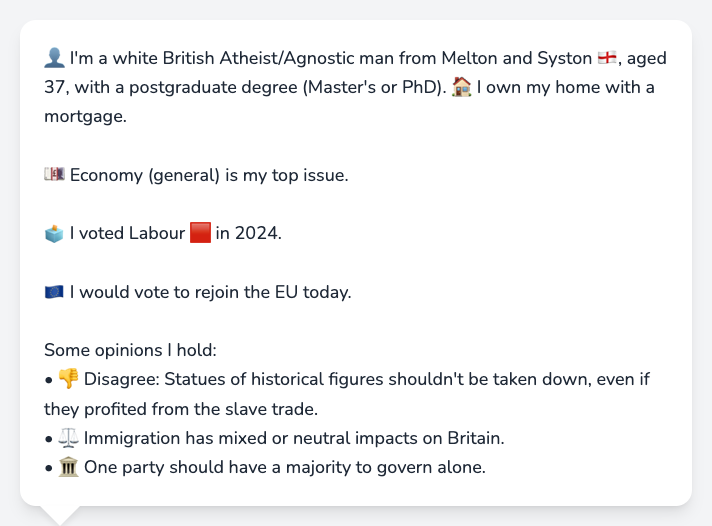 👤 I'm a white British Atheist/Agnostic man from Melton and Syston 🏴󠁧󠁢󠁥󠁮󠁧󠁿, aged
37, with a postgraduate degree (Master's or PhD). 🏠 I own my home with a
mortgage.
💷 Economy (general) is my top issue.
🗳️ I voted Labour 🟥 in 2024.
🇪🇺 I would vote to rejoin the EU today.
Some opinions I hold:
• 👎 Disagree: Statues of historical figures shouldn't be taken down, even if
they profited from the slave trade.
• ⚖️ Immigration has mixed or neutral impacts on Britain.
• 🏛️ One party should have a majority to govern alone.